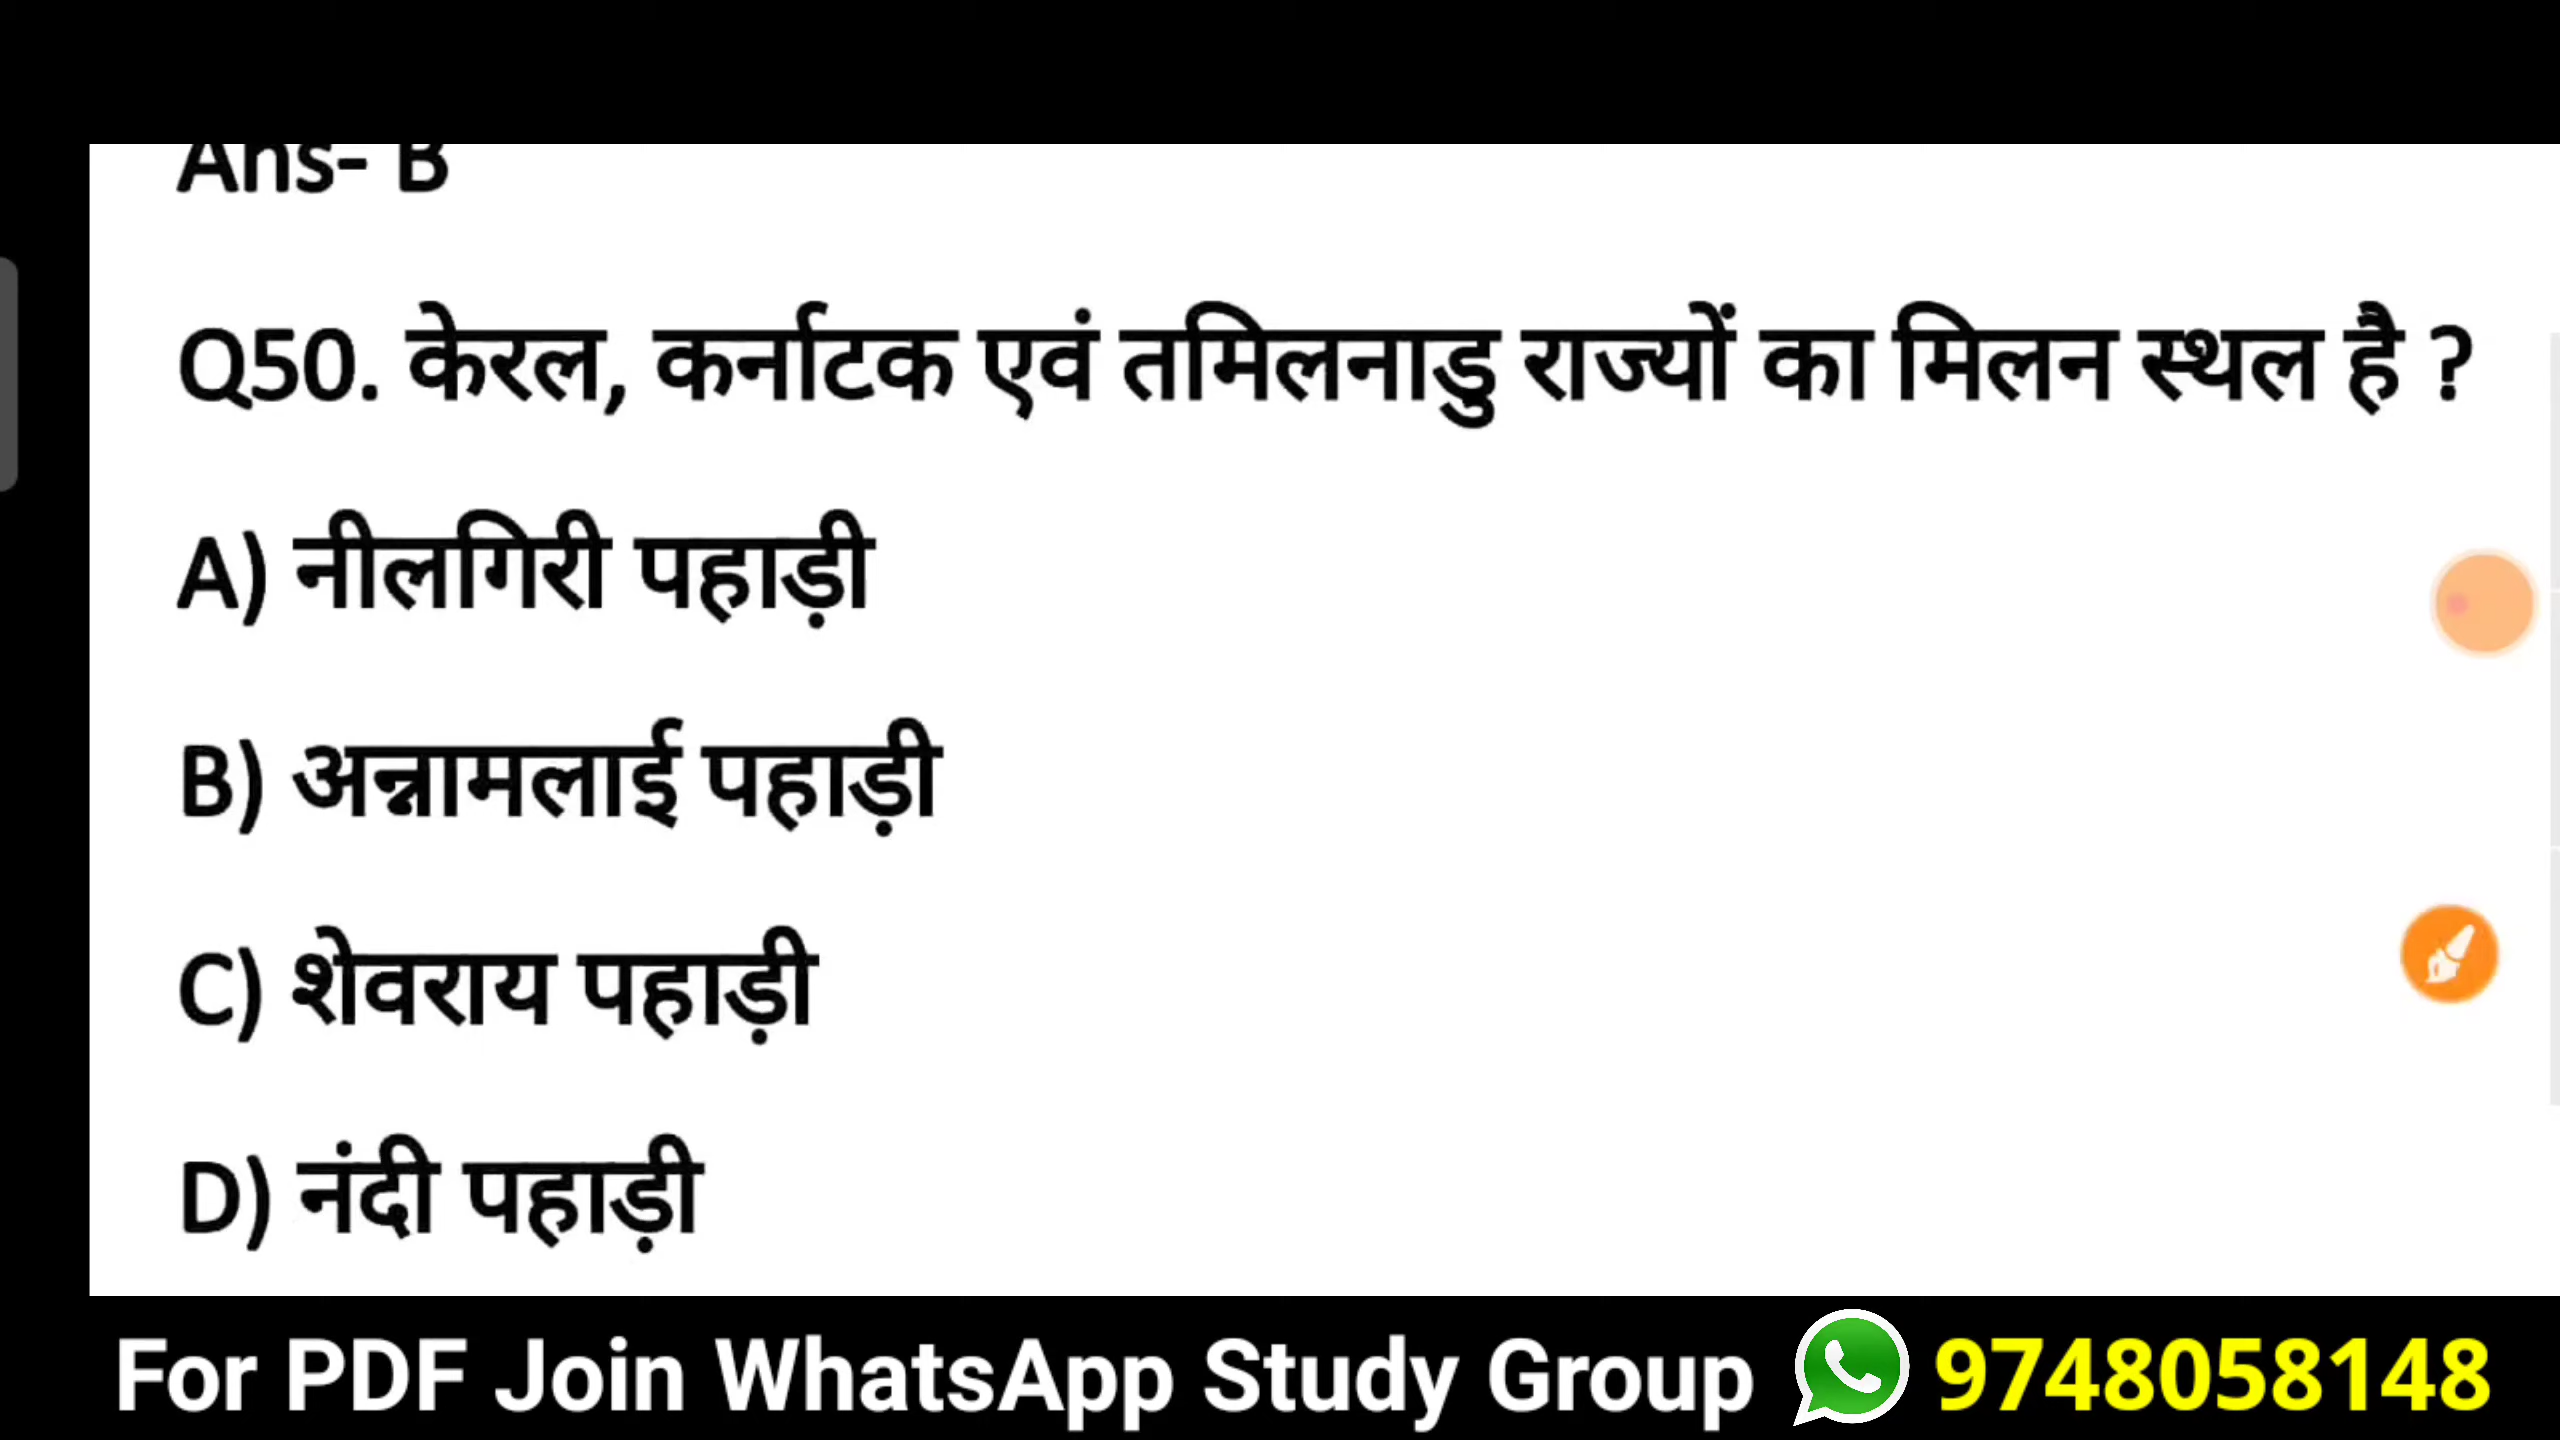 Ans- B
Q50. केरल, कर्नाटक एवं तमिलनाडु राज्यों का मिलन स्थल है ?
A) नीलगिरी पहाड़ी
B) अन्नामलाई पहाड़ी
C) शेवराय पहाड़ी
D) नंदी पहाड़ी
For PDF Join WhatsApp Study Group 9748058148